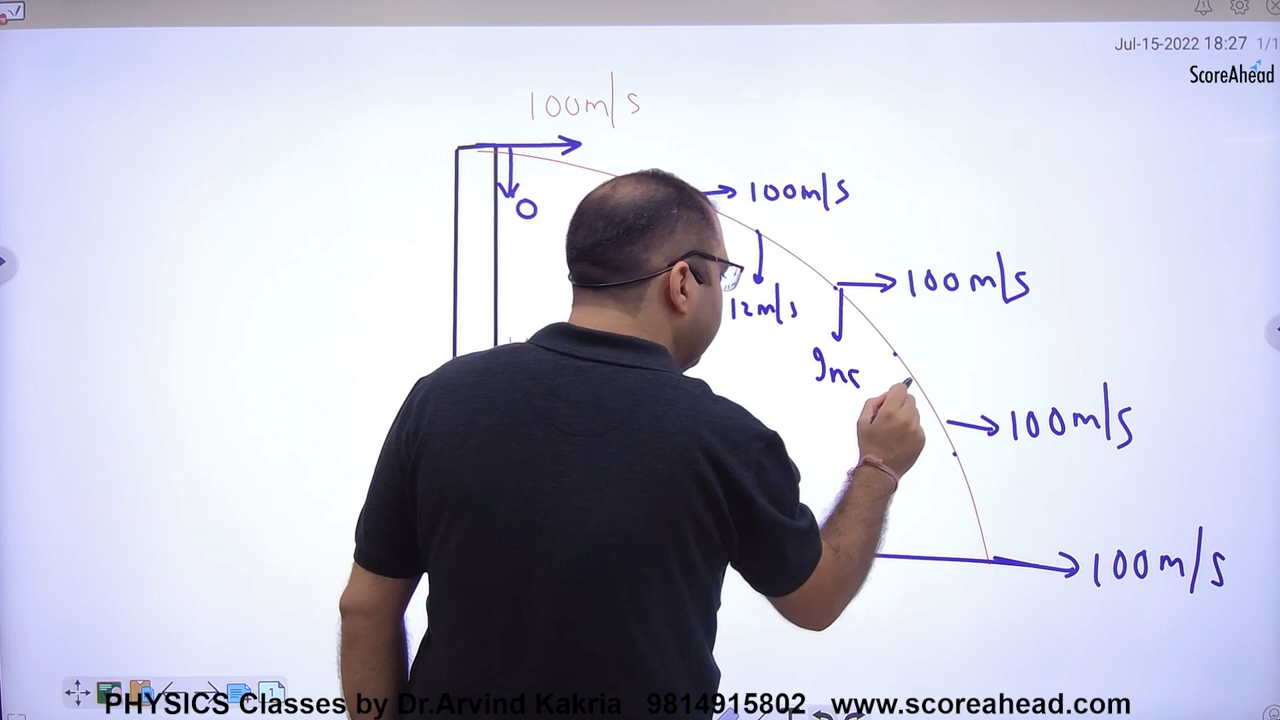 Jul-15-2022 18:27 1/1
ScoreAhead
100m/s
0
100m/s
12m/s
100m/s
Inc
100m/s
100m/s
PHYSICS Classes by Dr.Arvind Kakria 9814915802 www.scoreahead.com